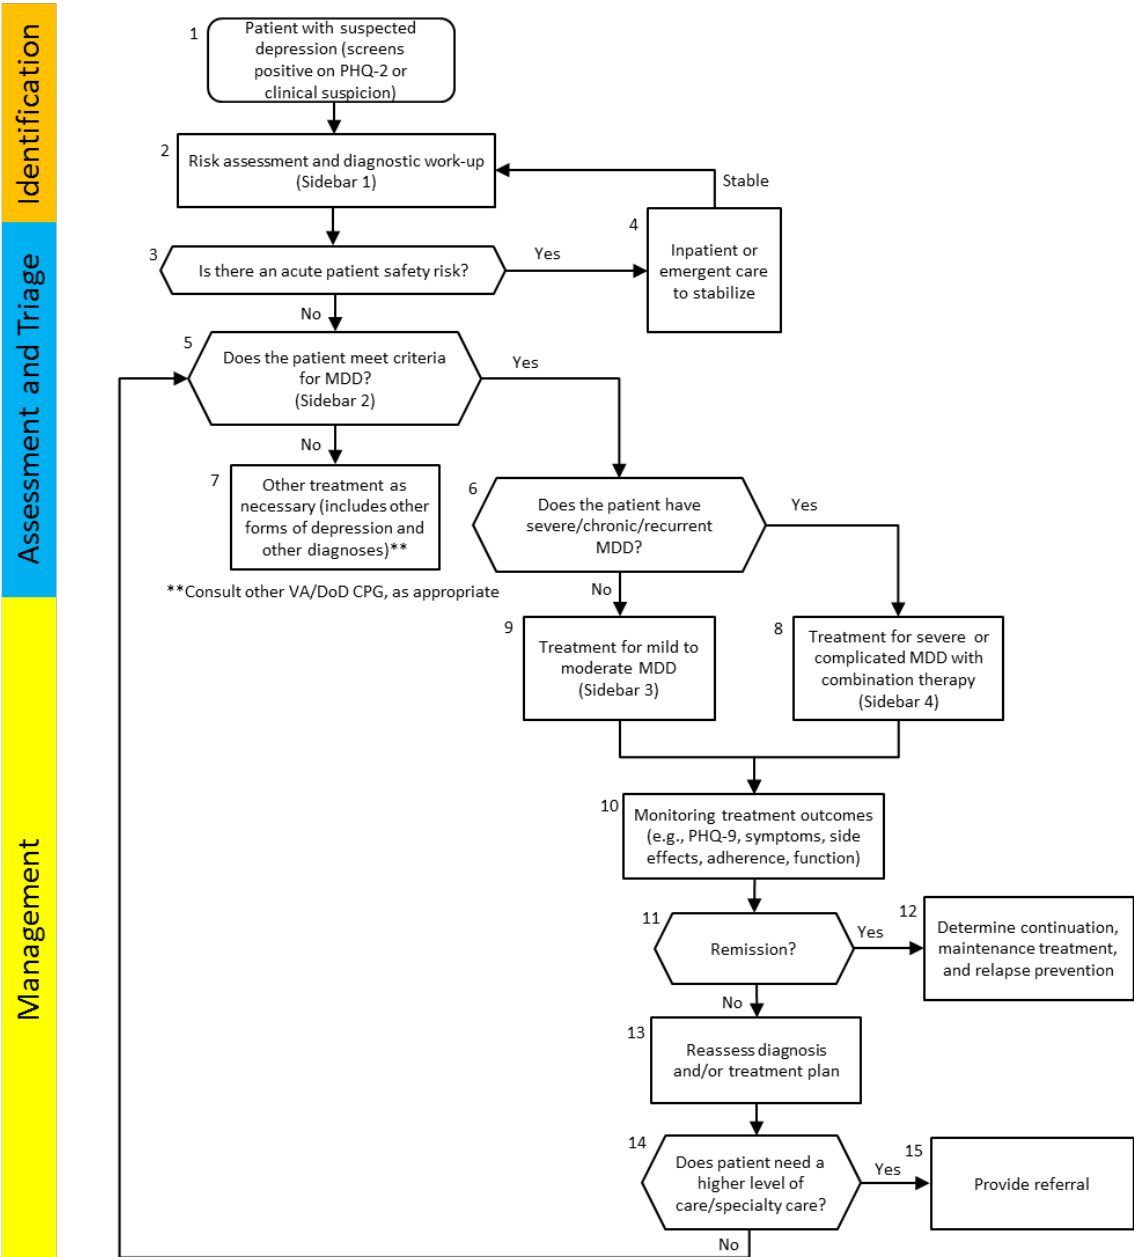 Identification
1
Patient with suspected
depression (screens
positive on PHQ-2 or
clinical suspicion)
2
Risk assessment and diagnostic work-up
(Sidebar 1)
Stable
Assessment and Triage
3
Is there an acute patient safety risk?
Yes
4
Inpatient or
emergent care
to stabilize
No
5
Does the patient meet criteria
for MDD?
(Sidebar 2)
Yes
No
7
Other treatment as
necessary (includes other
forms of depression and
other diagnoses)**
6
Does the patient have
severe/chronic/recurrent
MDD?
Yes
**Consult other VA/DoD CPG, as appropriate
No
Management
9
Treatment for mild to
moderate MDD
(Sidebar 3)
8
Treatment for severe or
complicated MDD with
combination therapy
(Sidebar 4)
10
Monitoring treatment outcomes
(e.g., PHQ-9, symptoms, side
effects, adherence, function)
11
Remission?
Yes
12
Determine continuation,
maintenance treatment,
and relapse prevention
No
13
Reassess diagnosis
and/or treatment plan
14
Does patient need a
higher level of
care/specialty care?
Yes
15
Provide referral
No